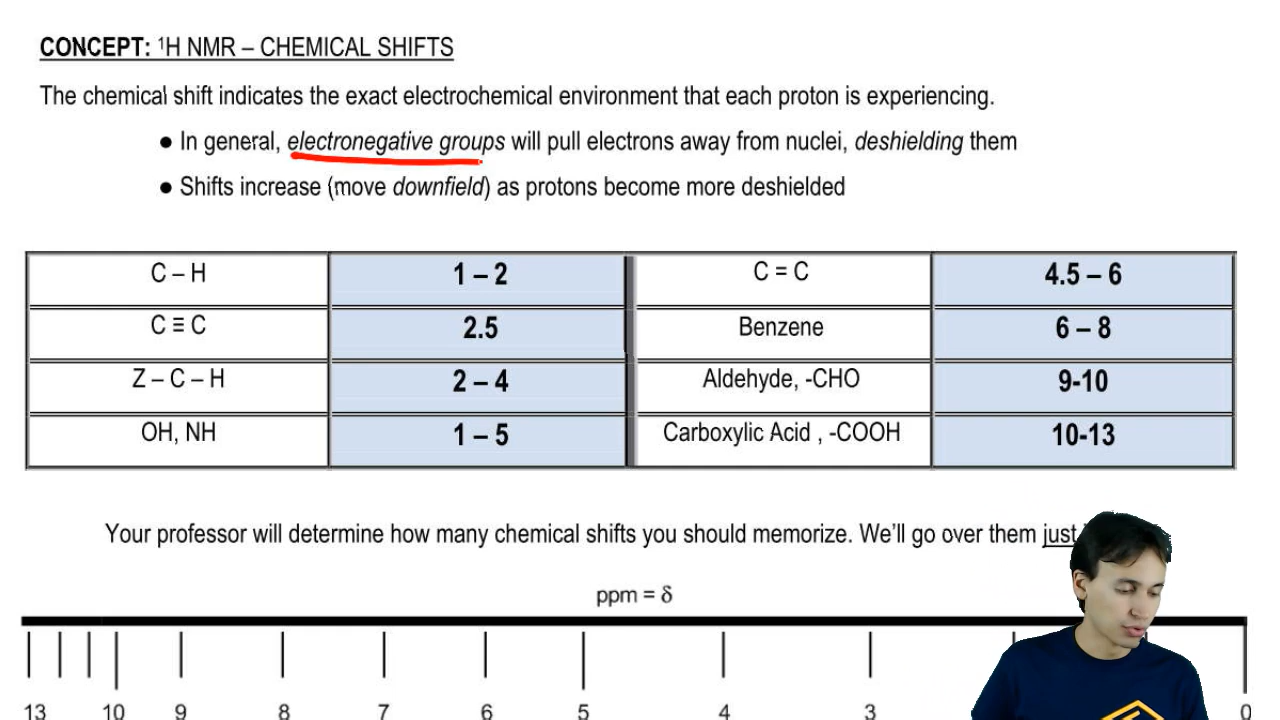 CONCEPT: ¹H NMR – CHEMICAL SHIFTS
The chemical shift indicates the exact electrochemical environment that each proton is experiencing.
● In general, electronegative groups will pull electrons away from nuclei, deshielding them
● Shifts increase (move downfield) as protons become more deshielded
C – H 1 – 2 C = C 4.5 – 6
C ≡ C 2.5 Benzene 6 – 8
Z – C – H 2 – 4 Aldehyde, -CHO 9-10
OH, NH 1 – 5 Carboxylic Acid , -COOH 10-13
Your professor will determine how many chemical shifts you should memorize. We'll go over them just
ppm = δ
13 10 9 8 7 6 5 4 3 0